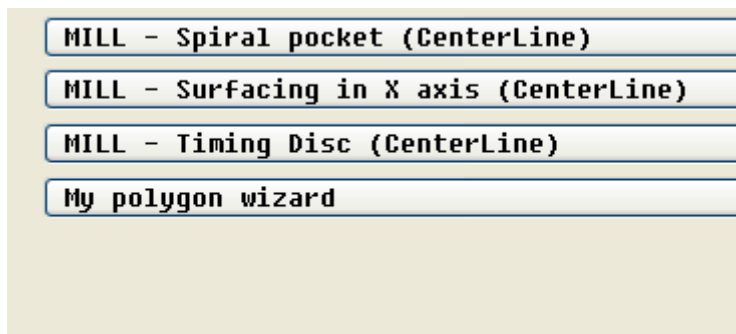 MILL - Spiral pocket (CenterLine)
MILL - Surfacing in X axis (CenterLine)
MILL - Timing Disc (CenterLine)
My polygon wizard